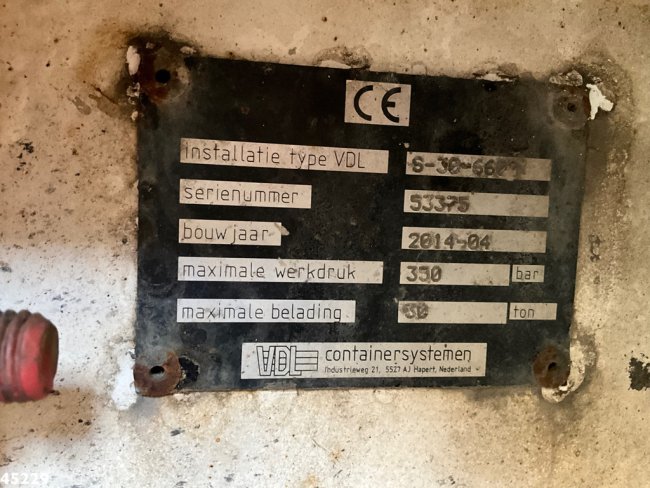 CE
installatie type VDL
serienummer 53375
bouwjaar 2014-04
maximale werkdruk 350 bar
maximale belading 30 ton
VDL containersystemen
Industrieweg 21, 5527 AJ Hapert, Nederland